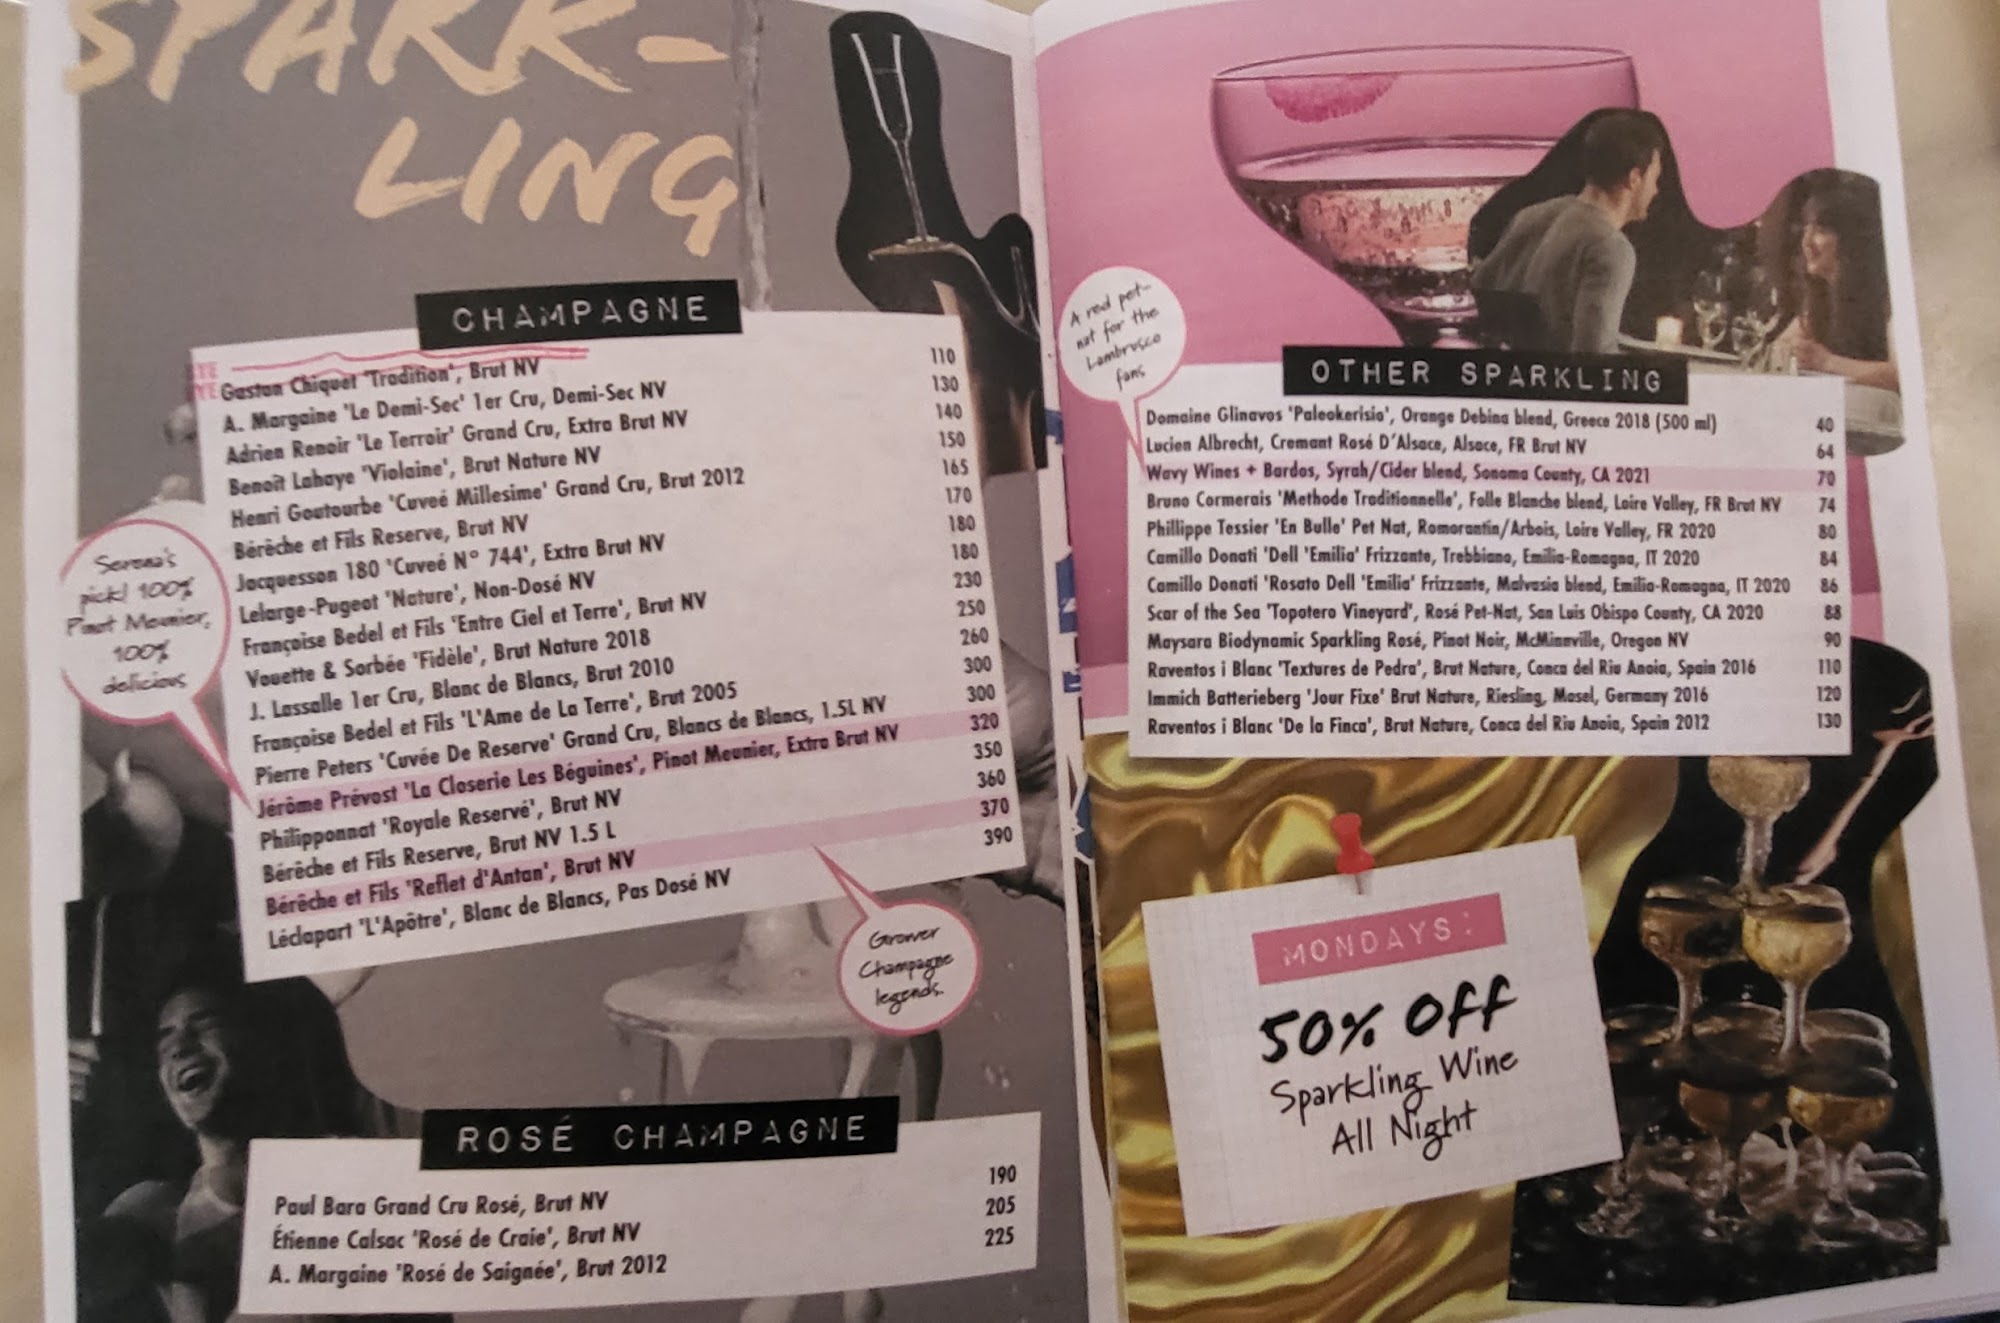 SPARK-
LING
CHAMPAGNE
Gaston Chiquet 'Tradition', Brut NV 110
A. Margaine 'Le Demi-Sec' 1er Cru, Demi-Sec NV 130
Adrien Renoir 'Le Terroir' Grand Cru, Extra Brut NV 140
Benoît Lahaye 'Violaine', Brut Nature NV 150
Henri Goutourbe 'Cuveé Millesime' Grand Cru, Brut 2012 165
Bérêche et Fils Reserve, Brut NV 170
Jacquesson 180 'Cuveé N° 744', Extra Brut NV 180
Lelarge-Pugeot 'Nature', Non-Dosé NV 180
Françoise Bedel et Fils 'Entre Ciel et Terre', Brut NV 230
Vouette & Sorbée 'Fidèle', Brut Nature 2018 250
J. Lassalle 1er Cru, Blanc de Blancs, Brut 2010 260
Françoise Bedel et Fils 'L'Ame de La Terre', Brut 2005 300
Pierre Peters 'Cuvée De Reserve' Grand Cru, Blancs de Blancs, 1.5L NV 300
Jérôme Prévost 'La Closerie Les Béguines', Pinot Meunier, Extra Brut NV 320
Philipponnat 'Royale Reservé', Brut NV 350
Bérêche et Fils Reserve, Brut NV 1.5 L 360
Bérêche et Fils 'Reflet d'Antan', Brut NV 370
Léclapart 'L'Apôtre', Blanc de Blancs, Pas Dosé NV 390
Serena's
pick! 100%
Pinot Meunier,
100%
delicious
Grower
Champagne
legends.
ROSÉ CHAMPAGNE
Paul Bara Grand Cru Rosé, Brut NV 190
Étienne Calsac 'Rosé de Craie', Brut NV 205
A. Margaine 'Rosé de Saignée', Brut 2012 225
A red pet-
nat for the
Lambrusco
fans
OTHER SPARKLING
Domaine Glinavos 'Paleokerisio', Orange Debina blend, Greece 2018 (500 ml) 40
Lucien Albrecht, Cremant Rosé D'Alsace, Alsace, FR Brut NV 64
Wavy Wines + Bardos, Syrah/Cider blend, Sonoma County, CA 2021 70
Bruno Cormerais 'Methode Traditionnelle', Folle Blanche blend, Loire Valley, FR Brut NV 74
Phillippe Tessier 'En Bulle' Pet Nat, Romorantin/Arbois, Loire Valley, FR 2020 80
Camillo Donati 'Dell 'Emilia' Frizzante, Trebbiano, Emilia-Romagna, IT 2020 84
Camillo Donati 'Rosato Dell 'Emilia' Frizzante, Malvasia blend, Emilia-Romagna, IT 2020 86
Scar of the Sea 'Topotero Vineyard', Rosé Pet-Nat, San Luis Obispo County, CA 2020 88
Maysara Biodynamic Sparkling Rosé, Pinot Noir, McMinnville, Oregon NV 90
Raventos i Blanc 'Textures de Pedra', Brut Nature, Conca del Riu Anoia, Spain 2016 110
Immich Batterieberg 'Jour Fixe' Brut Nature, Riesling, Mosel, Germany 2016 120
Raventos i Blanc 'De la Finca', Brut Nature, Conca del Riu Anoia, Spain 2012 130
MONDAYS:
50% Off
Sparkling Wine
All Night